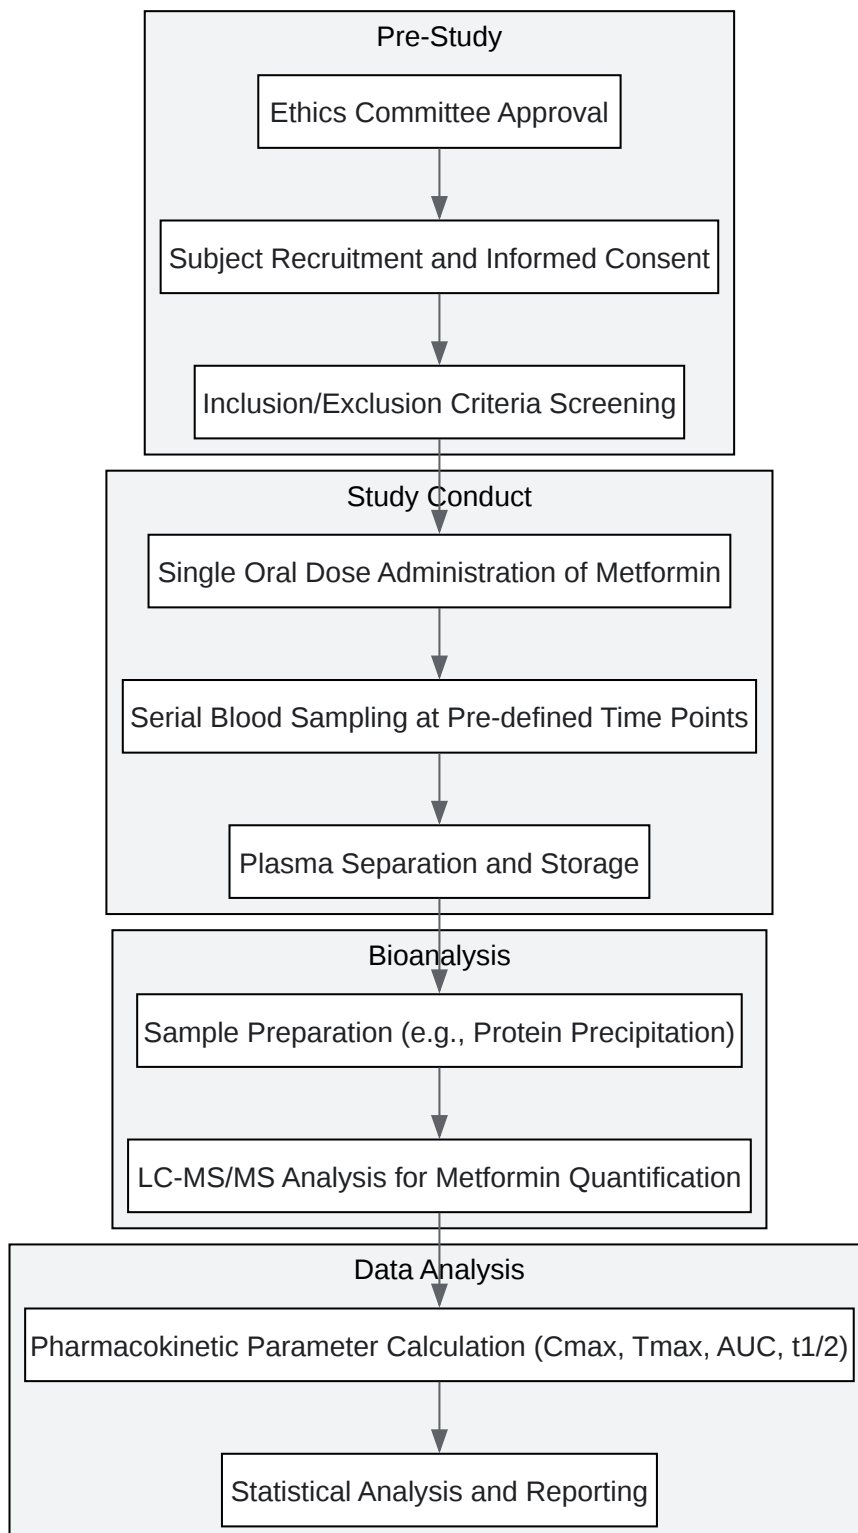 Pre-Study
Ethics Committee Approval
Subject Recruitment and Informed Consent
Inclusion/Exclusion Criteria Screening
Study Conduct
Single Oral Dose Administration of Metformin
Serial Blood Sampling at Pre-defined Time Points
Plasma Separation and Storage
Bioanalysis
Sample Preparation (e.g., Protein Precipitation)
LC-MS/MS Analysis for Metformin Quantification
Data Analysis
Pharmacokinetic Parameter Calculation (Cmax, Tmax, AUC, t1/2)
Statistical Analysis and Reporting